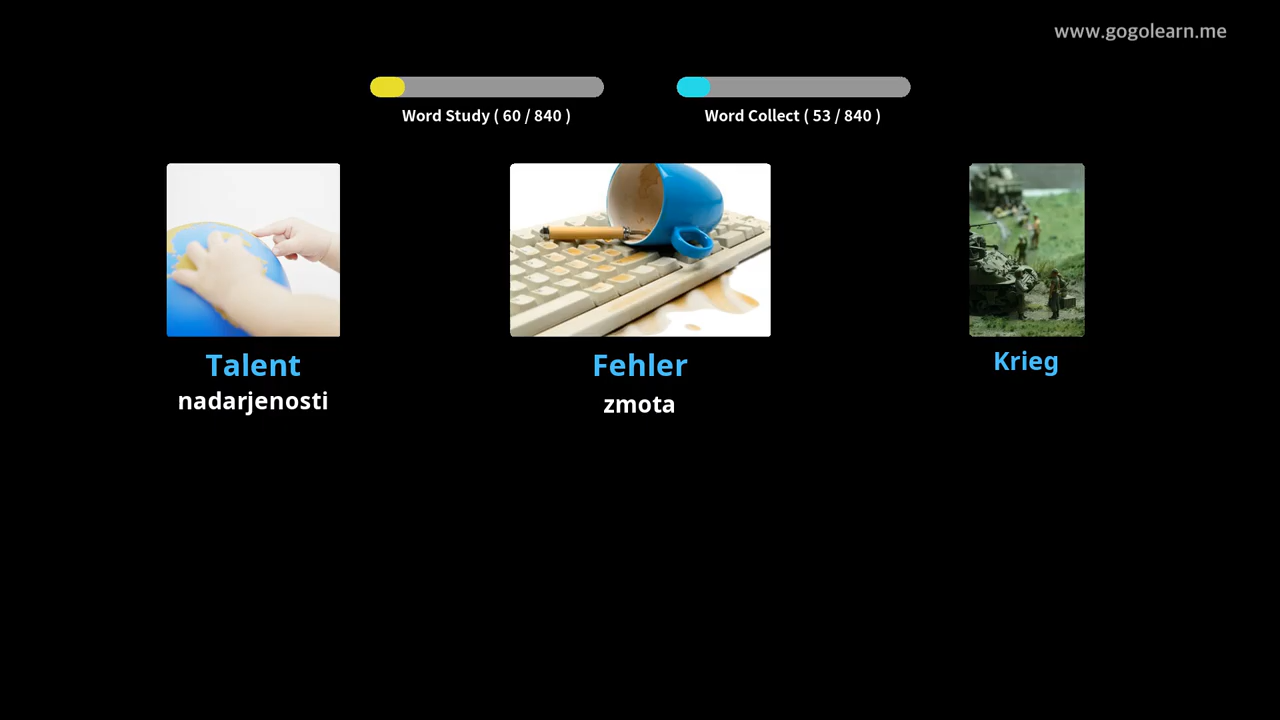 www.gogolearn.me
Word Study ( 60 / 840 )
Word Collect ( 53 / 840 )
Talent
nadarjenosti
Fehler
zmota
Krieg